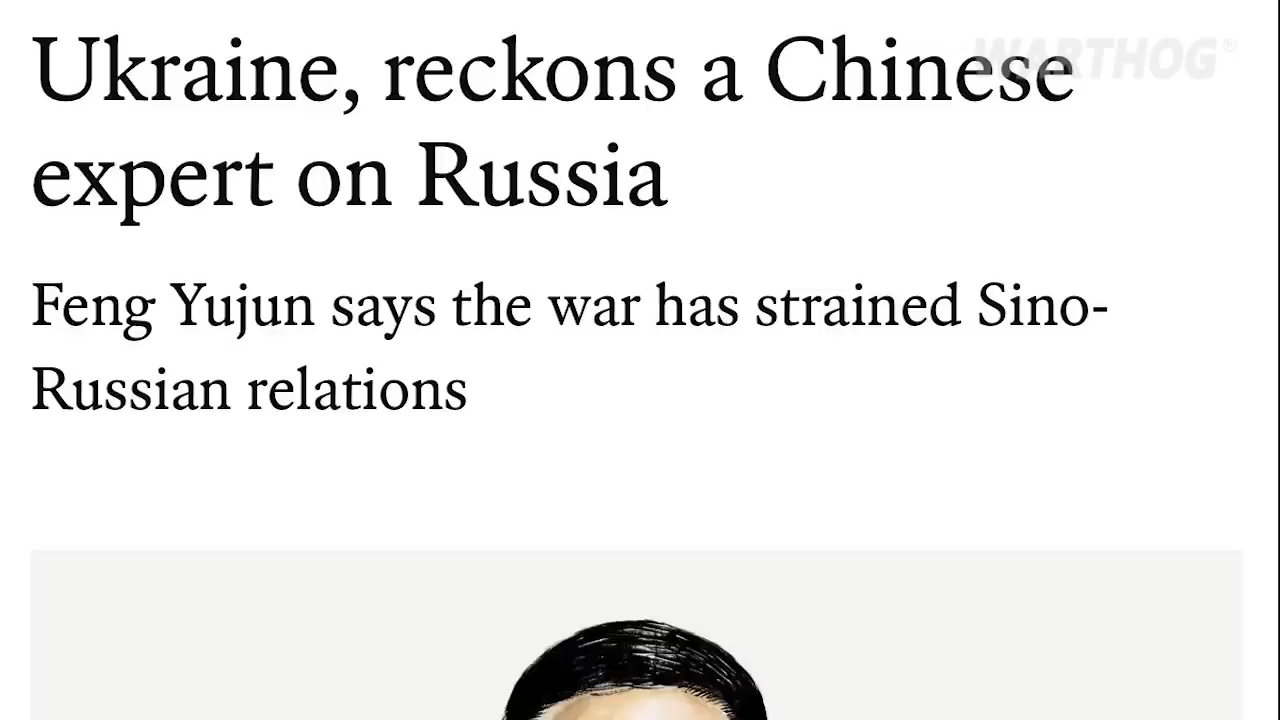 WARTHOG®
Ukraine, reckons a Chinese
expert on Russia
Feng Yujun says the war has strained Sino-
Russian relations